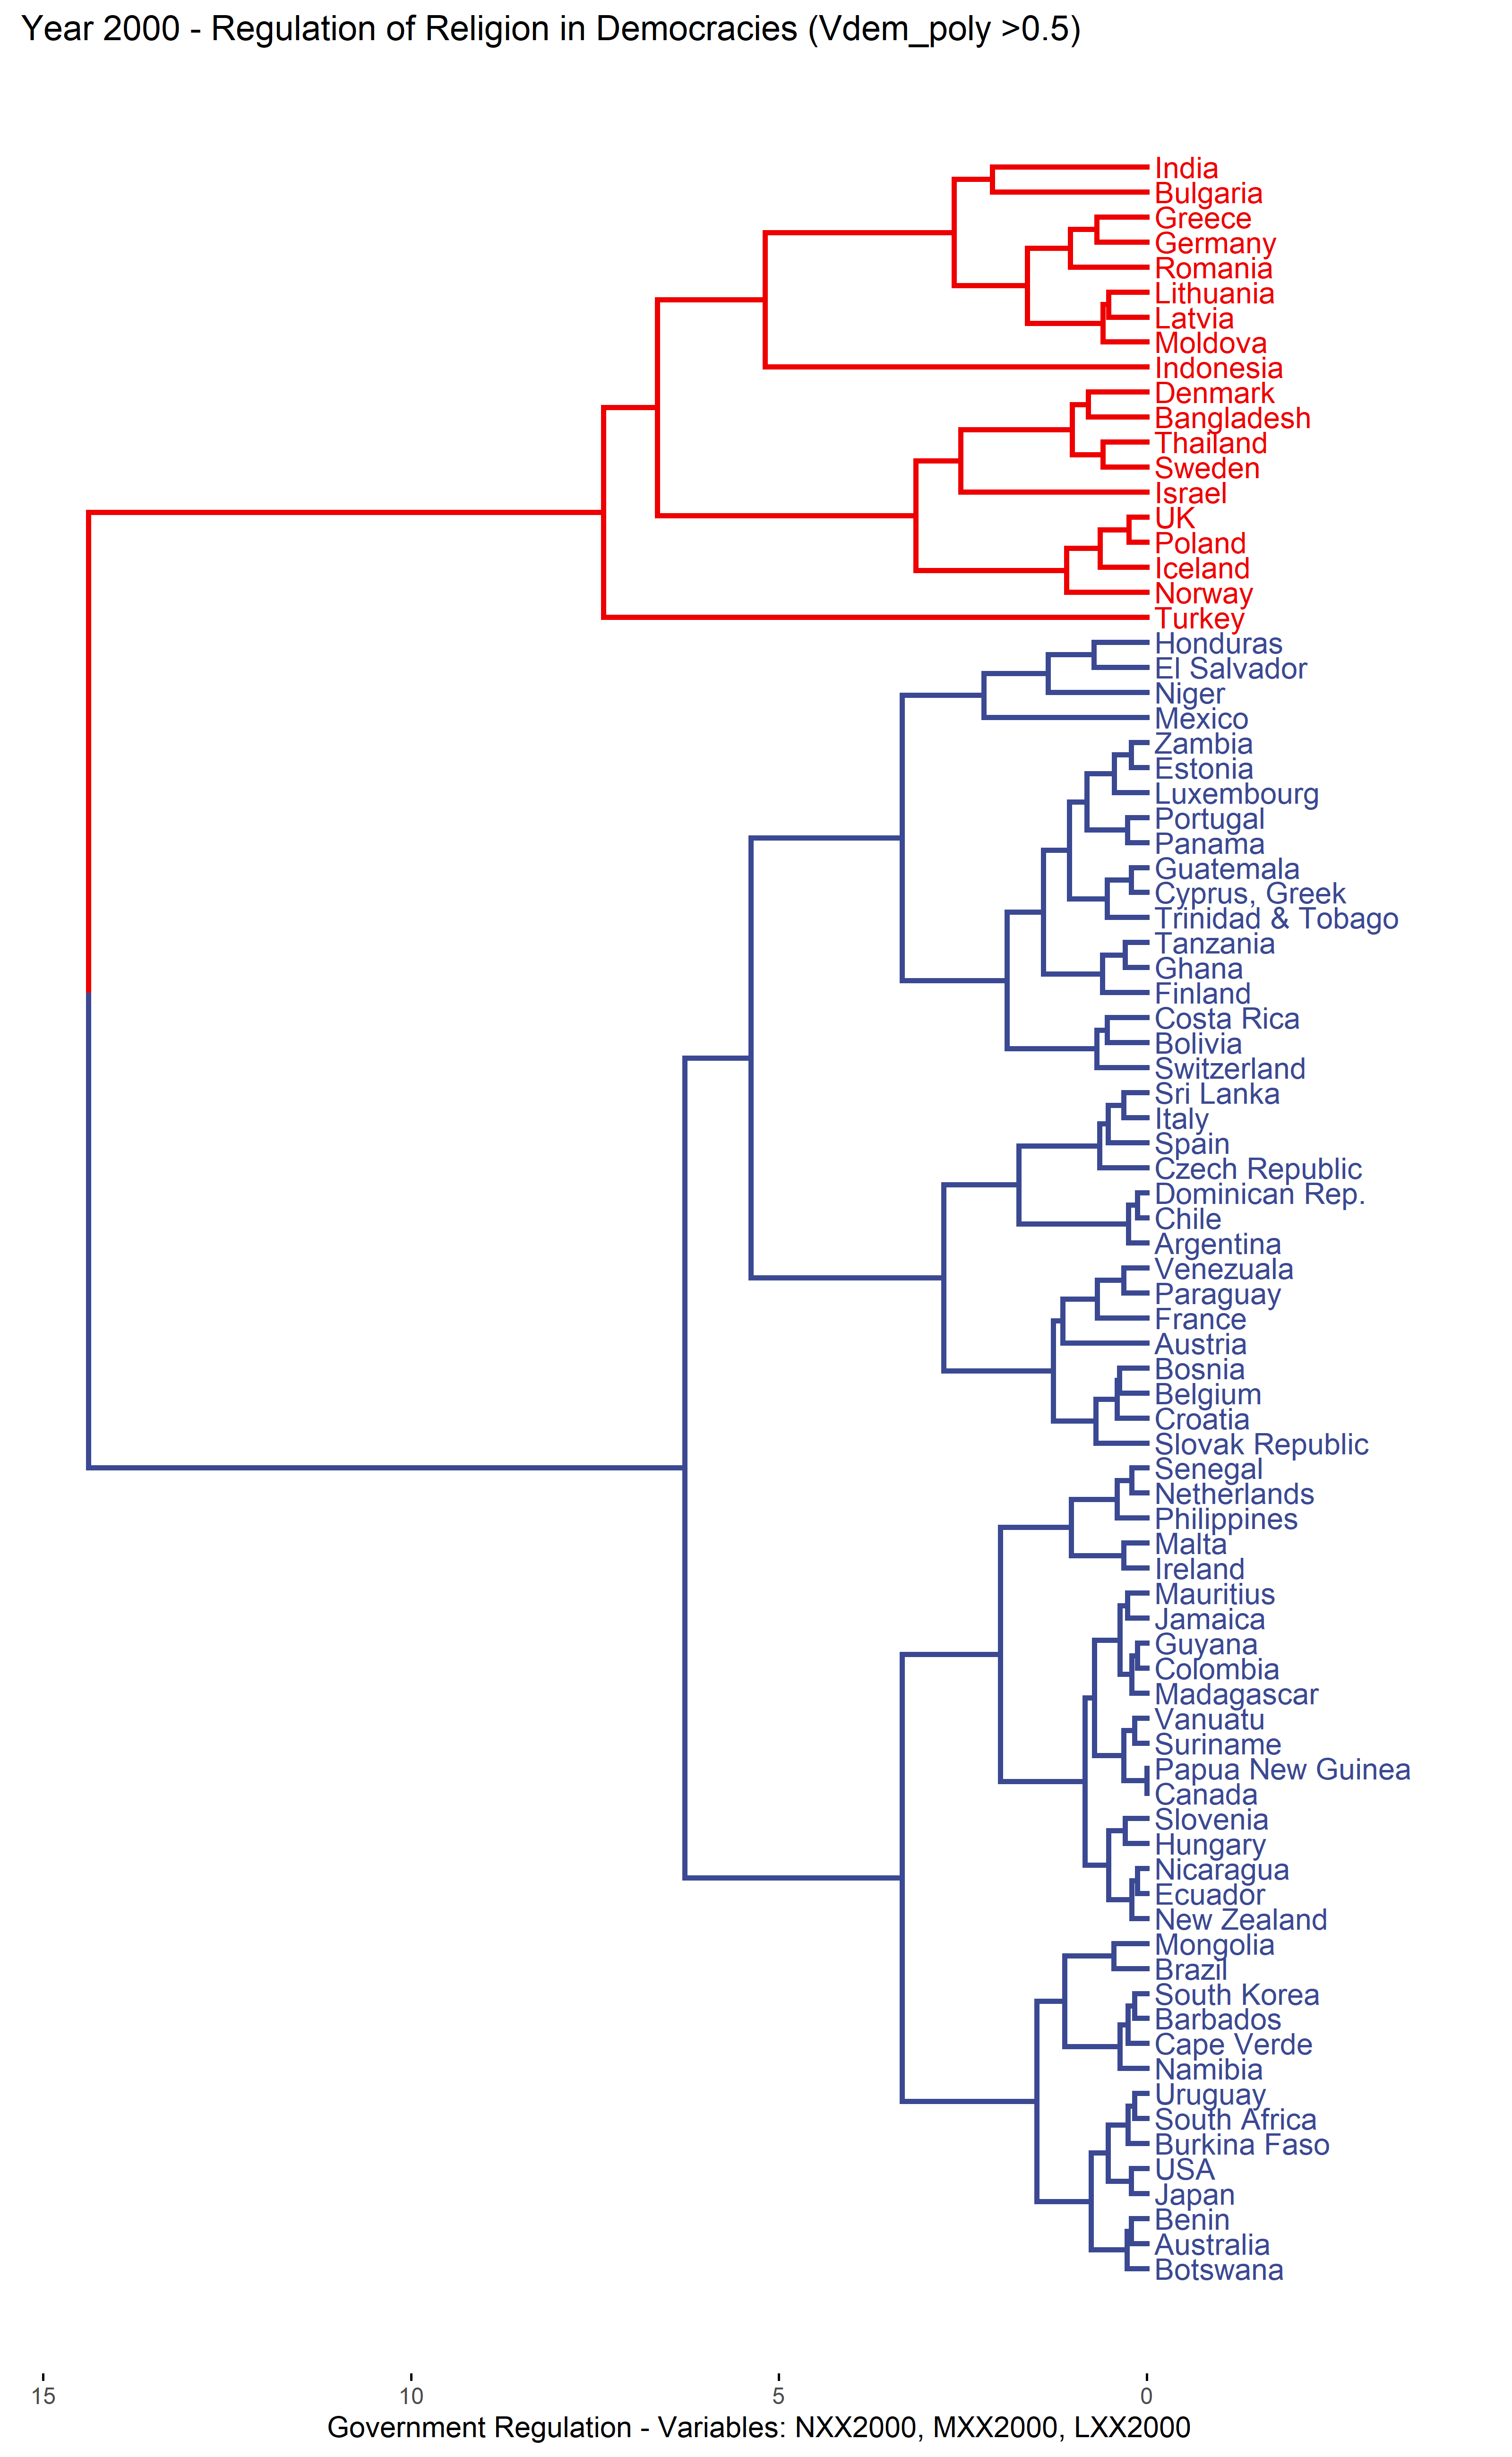 Year 2000 - Regulation of Religion in Democracies (Vdem_poly >0.5)
India
Bulgaria
Greece
Germany
Romania
Lithuania
Latvia
Moldova
Indonesia
Denmark
Bangladesh
Thailand
Sweden
Israel
UK
Poland
Iceland
Norway
Turkey
Honduras
El Salvador
Niger
Mexico
Zambia
Estonia
Luxembourg
Portugal
Panama
Guatemala
Cyprus, Greek
Trinidad & Tobago
Tanzania
Ghana
Finland
Costa Rica
Bolivia
Switzerland
Sri Lanka
Italy
Spain
Czech Republic
Dominican Rep.
Chile
Argentina
Venezuala
Paraguay
France
Austria
Bosnia
Belgium
Croatia
Slovak Republic
Senegal
Netherlands
Philippines
Malta
Ireland
Mauritius
Jamaica
Guyana
Colombia
Madagascar
Vanuatu
Suriname
Papua New Guinea
Canada
Slovenia
Hungary
Nicaragua
Ecuador
New Zealand
Mongolia
Brazil
South Korea
Barbados
Cape Verde
Namibia
Uruguay
South Africa
Burkina Faso
USA
Japan
Benin
Australia
Botswana
15 10 5 0
Government Regulation - Variables: NXX2000, MXX2000, LXX2000